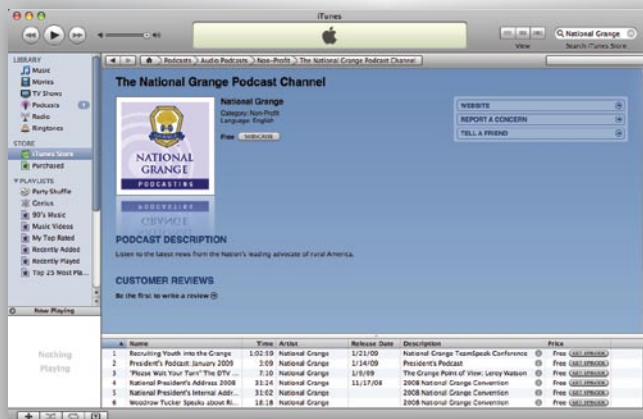 iTunes
View
National Grange
Search iTunes Store
LIBRARY
Music
Movies
TV Shows
Podcasts
Radio
Ringtones
STORE
iTunes Store
Purchased
PLAYLISTS
Party Shuffle
Genius
90's Music
Music Videos
My Top Rated
Recently Added
Recently Played
Top 25 Most Pla...
Now Playing
Nothing
Playing
Podcasts Audio Podcasts Non-Profit The National Grange Podcast Channel
The National Grange Podcast Channel
NATIONAL
GRANGE
PODCASTING
National Grange
Category: Non-Profit
Language: English
Free SUBSCRIBE
WEBSITE
REPORT A CONCERN
TELL A FRIEND
PODCAST DESCRIPTION
Listen to the latest news from the Nation's leading advocate of rural America.
CUSTOMER REVIEWS
Be the first to write a review
Name Time Artist Release Date Description Price
1 Recruiting Youth into the Grange 1:02:59 National Grange 1/21/09 National Grange TeamSpeak Conference Free GET EPISODE
2 President's Podcast: January 2009 3:09 National Grange 1/14/09 President's Podcast Free GET EPISODE
3 "Please Wait Your Turn" The DTV ... 7:10 National Grange 1/9/09 The Grange Point of View: Leroy Watson Free GET EPISODE
4 National President's Address 2008 31:24 National Grange 11/17/08 2008 National Grange Convention Free GET EPISODE
5 National President's Internal Addr... 31:02 National Grange 2008 National Grange Convention Free GET EPISODE
6 Woodrow Tucker Speaks about Ri... 18:18 National Grange 2008 National Grange Convention Free GET EPISODE